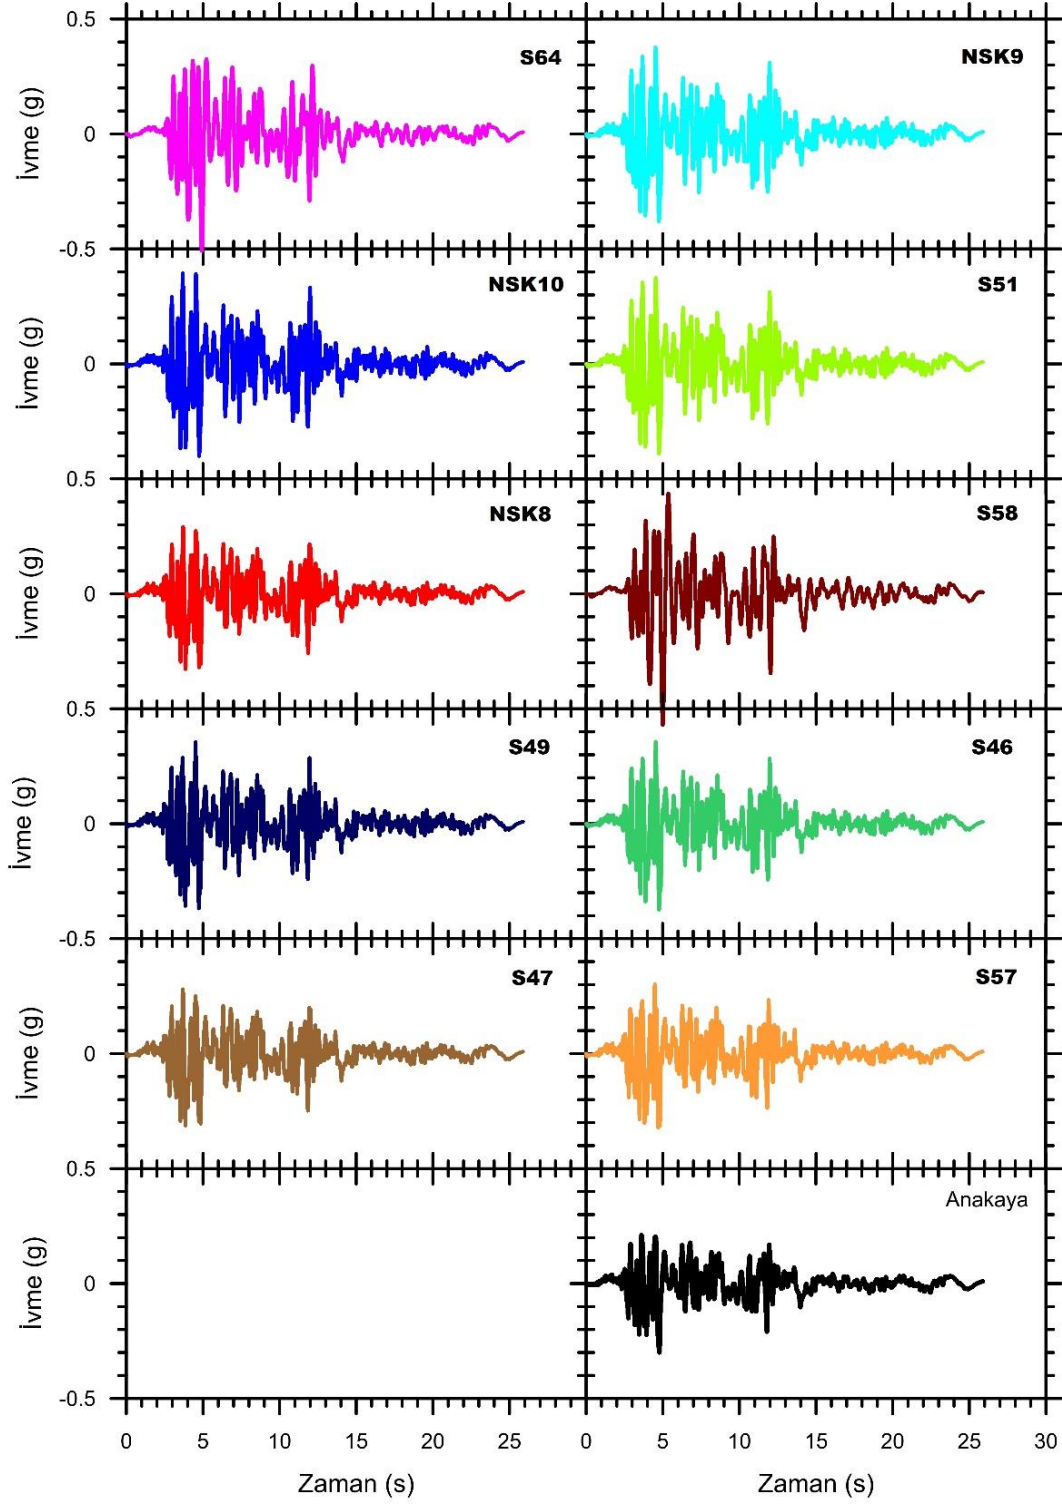 0.5
S64
NSK9
İvme (g)
0
-0.5
NSK10
S51
İvme (g)
0
0.5
NSK8
S58
İvme (g)
0
0.5
S49
S46
İvme (g)
0
-0.5
S47
S57
İvme (g)
0
0.5
Anakaya
İvme (g)
0
-0.5
0 5 10 15 20 25 0 5 10 15 20 25 30
Zaman (s) Zaman (s)